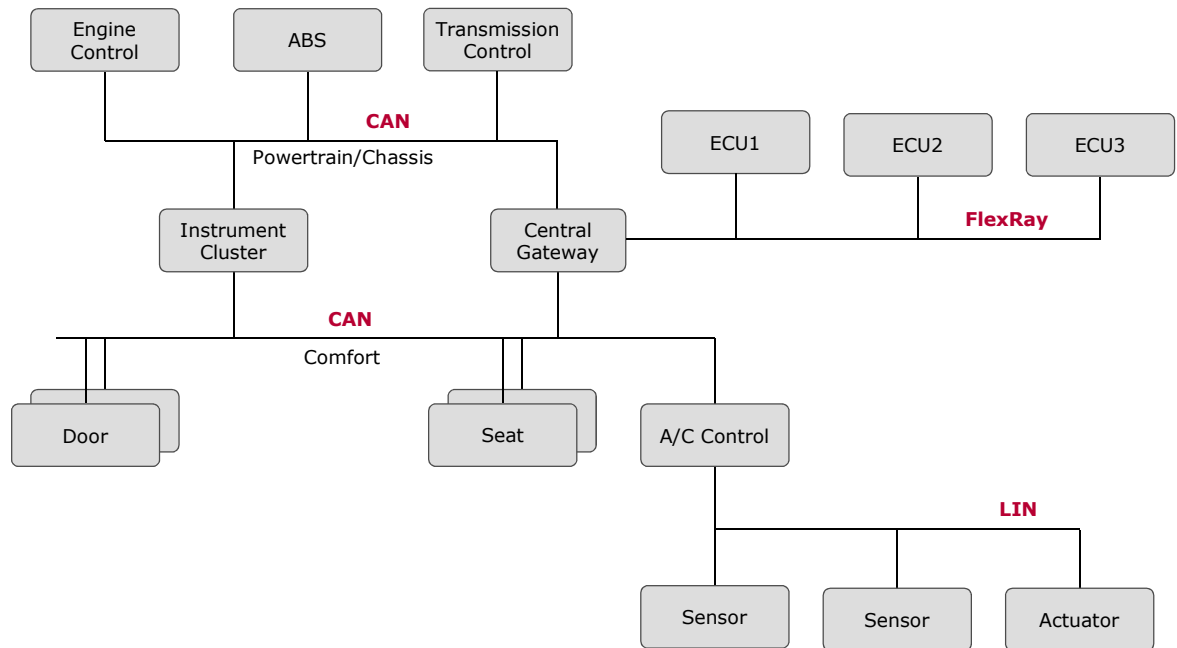 Engine
Control
ABS
Transmission
Control
CAN
Powertrain/Chassis
ECU1
ECU2
ECU3
FlexRay
Instrument
Cluster
Central
Gateway
CAN
Comfort
Door
Seat
A/C Control
LIN
Sensor
Sensor
Actuator